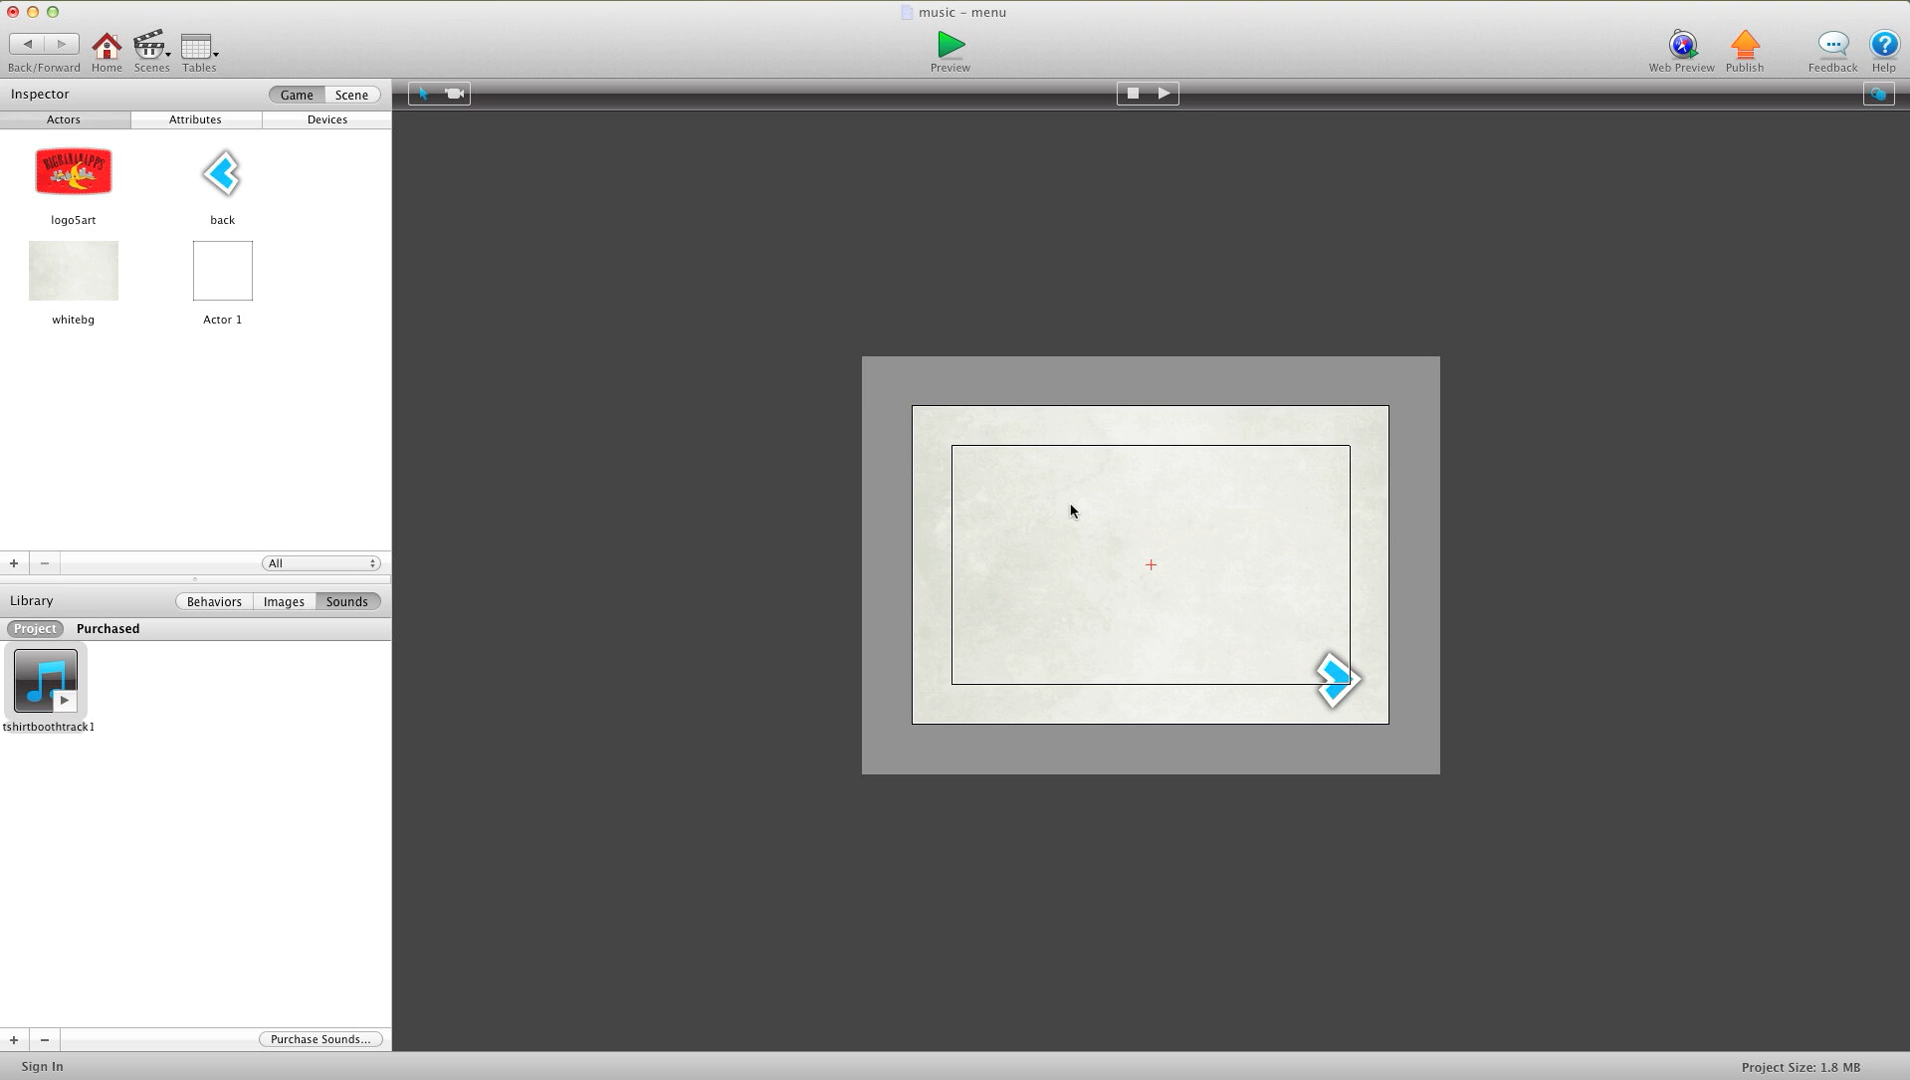 music – menu
Back/Forward
Home
Scenes
Tables
Preview
Web Preview
Publish
Feedback
Help
Inspector
Game
Scene
Actors
Attributes
Devices
BIGBANANAAPPS
logo5art
back
whitebg
Actor 1
+
−
All
Library
Behaviors
Images
Sounds
Project
Purchased
tshirtboothtrack1
+
−
Purchase Sounds...
Sign In
Project Size: 1.8 MB